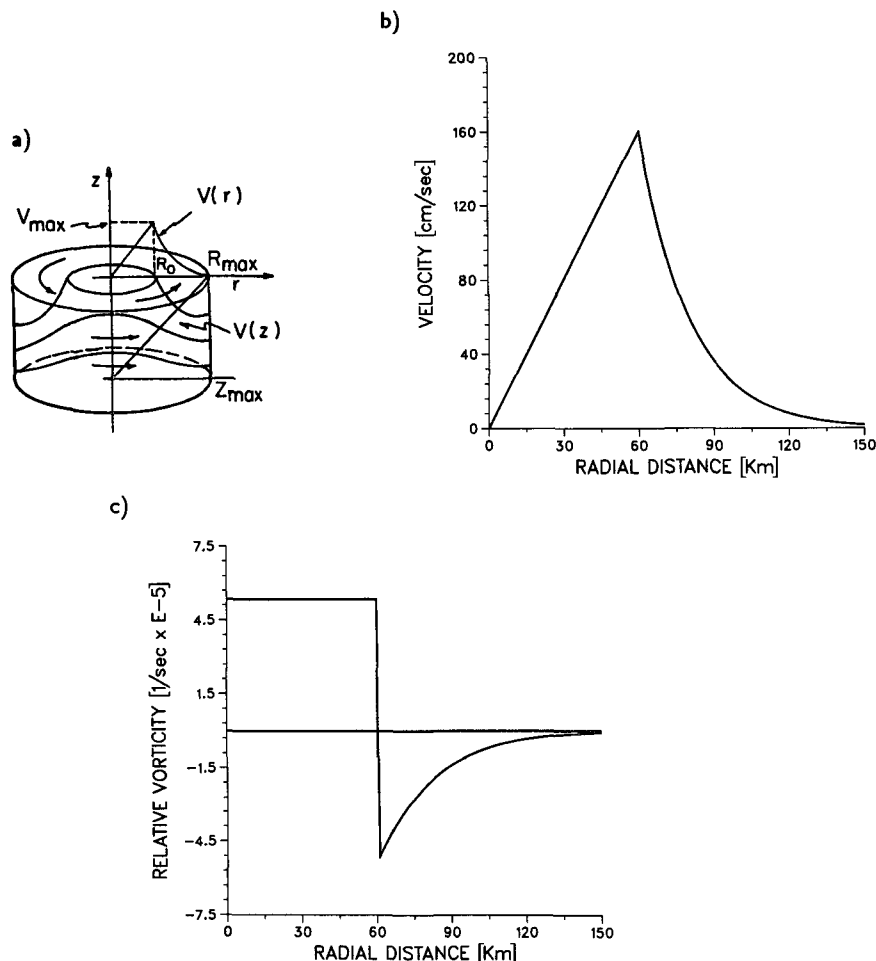 a)
z
V(r)
Vmax
Ro
Rmax
r
V(z)
Zmax
b)
200
160
120
80
40
0
VELOCITY [cm/sec]
0 30 60 90 120 150
RADIAL DISTANCE [Km]
c)
7.5
4.5
1.5
-1.5
-4.5
-7.5
RELATIVE VORTICITY [1/sec x E-5]
0 30 60 90 120 150
RADIAL DISTANCE [Km]